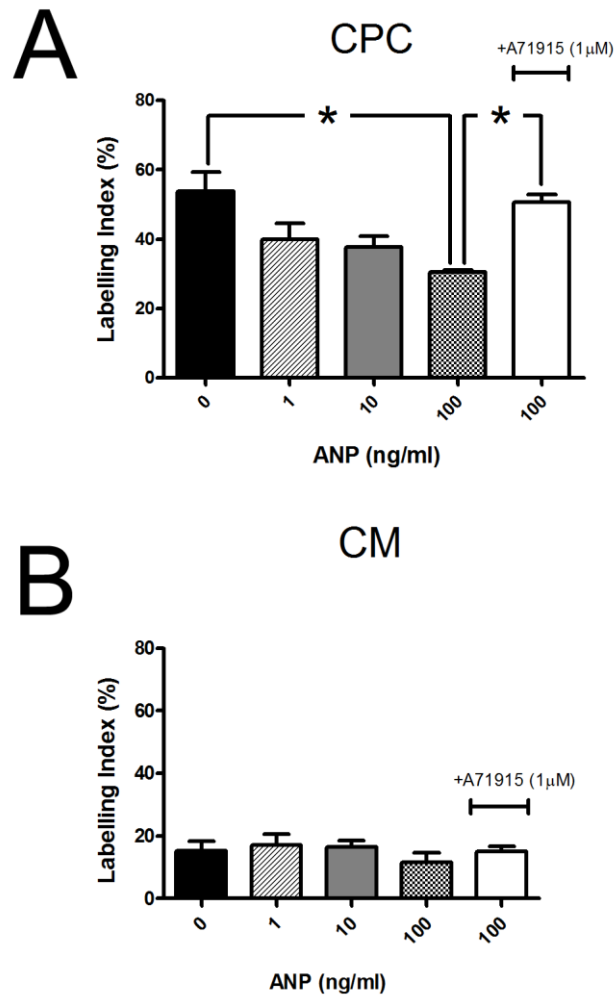 A
CPC
+A71915 (1μM)
* *
Labelling Index (%)
80
60
40
20
0
0 1 10 100 100
ANP (ng/ml)
B
CM
+A71915 (1μM)
Labelling Index (%)
80
60
40
20
0
0 1 10 100 100
ANP (ng/ml)